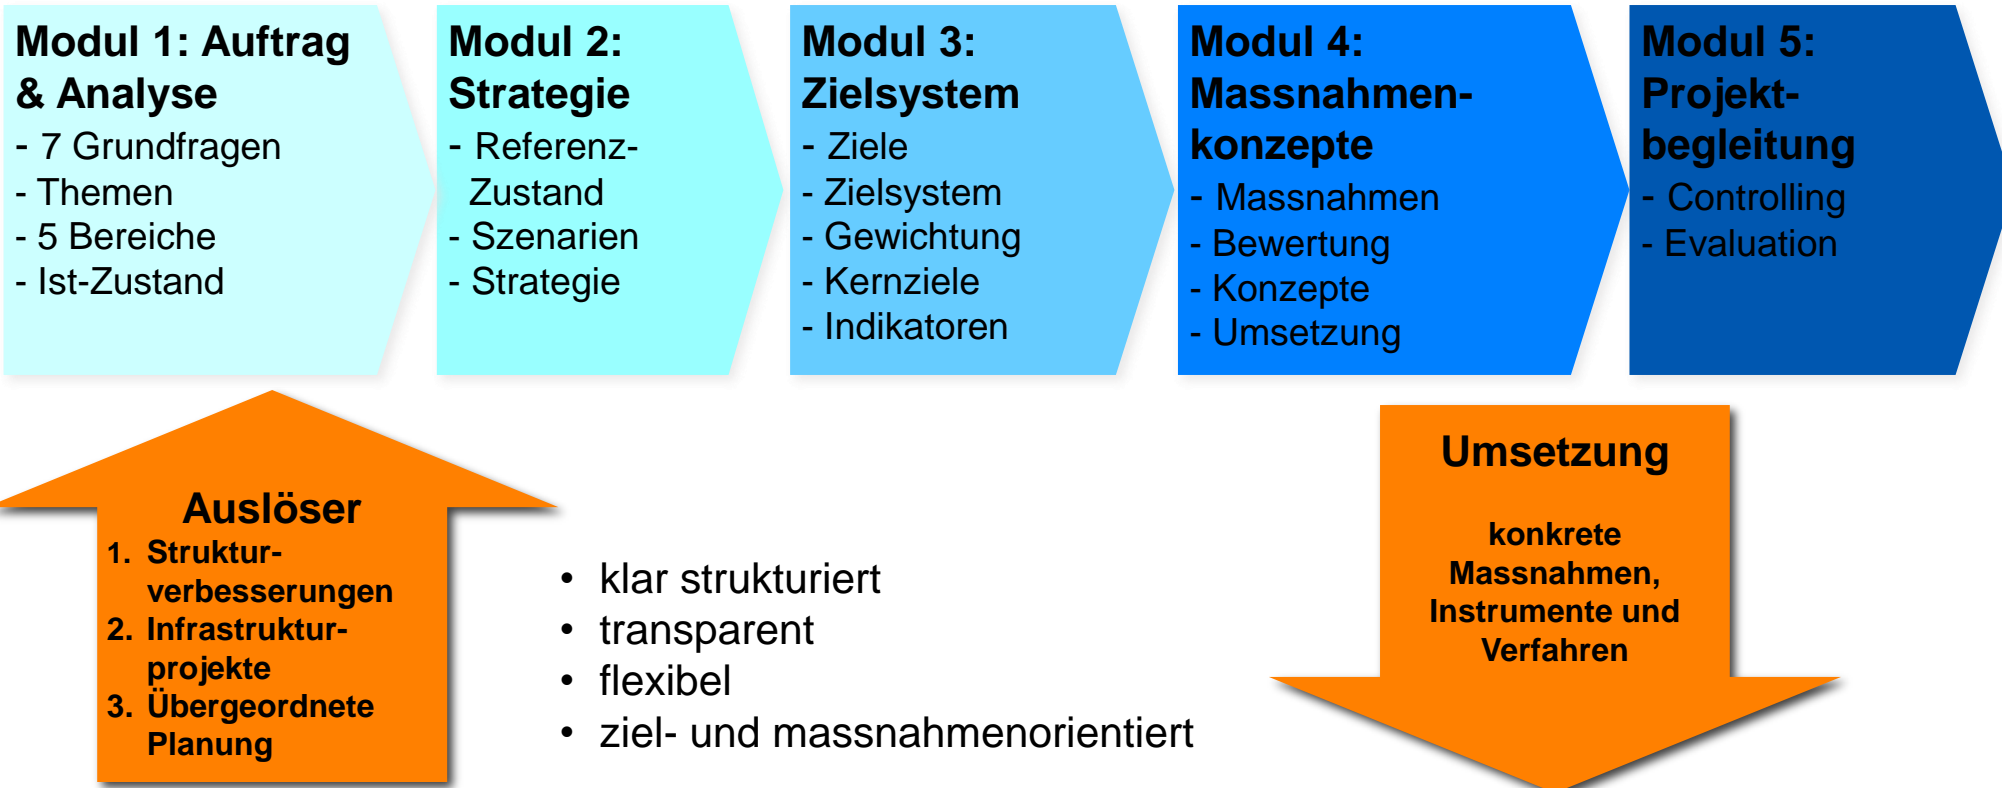 Modul 1: Auftrag
& Analyse
- 7 Grundfragen
- Themen
- 5 Bereiche
- Ist-Zustand
Modul 2:
Strategie
- Referenz-
Zustand
- Szenarien
- Strategie
Modul 3:
Zielsystem
- Ziele
- Zielsystem
- Gewichtung
- Kernziele
- Indikatoren
Modul 4:
Massnahmen-
konzepte
- Massnahmen
- Bewertung
- Konzepte
- Umsetzung
Modul 5:
Projekt-
begleitung
- Controlling
- Evaluation
Auslöser
1. Struktur-
verbesserungen
2. Infrastruktur-
projekte
3. Übergeordnete
Planung
• klar strukturiert
• transparent
• flexibel
• ziel- und massnahmenorientiert
Umsetzung
konkrete
Massnahmen,
Instrumente und
Verfahren